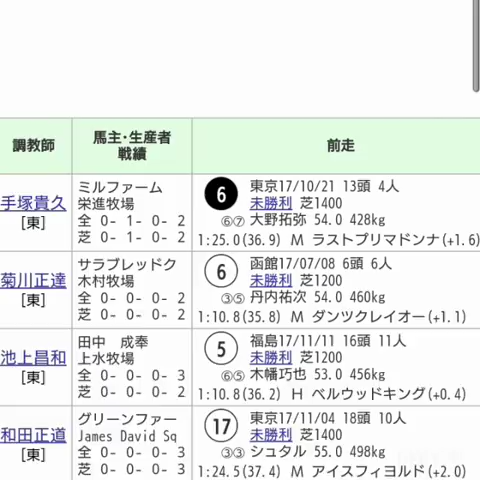 調教師
馬主・生産者
戦績
前走
手塚貴久
[東]
ミルファーム
栄進牧場
全 0- 1- 0- 2
芝 0- 1- 0- 2
6
東京17/10/21 13頭 4人
未勝利 芝1400
⑥⑦ 大野拓弥 54.0 428kg
1:25.0(36.9) M ラストプリマドンナ(+1.6)
菊川正達
[東]
サラブレッドク
木村牧場
全 0- 0- 0- 2
芝 0- 0- 0- 2
6
函館17/07/08 6頭 6人
未勝利 芝1200
③⑤ 丹内祐次 54.0 460kg
1:10.8(35.8) M ダンツクレイオー(+1.1)
池上昌和
[東]
田中 成奉
上水牧場
全 0- 0- 0- 3
芝 0- 0- 0- 2
5
福島17/11/11 16頭 11人
未勝利 芝1200
⑥⑤ 木幡巧也 53.0 456kg
1:10.8(36.2) H ベルウッドキング(+0.4)
和田正道
[東]
グリーンファー
James David Sq
全 0- 0- 0- 3
芝 0- 0- 0- 3
17
東京17/11/04 18頭 10人
未勝利 芝1400
③③ シュタル 55.0 498kg
1:24.5(37.4) M アイスフィヨルド(+2.0)